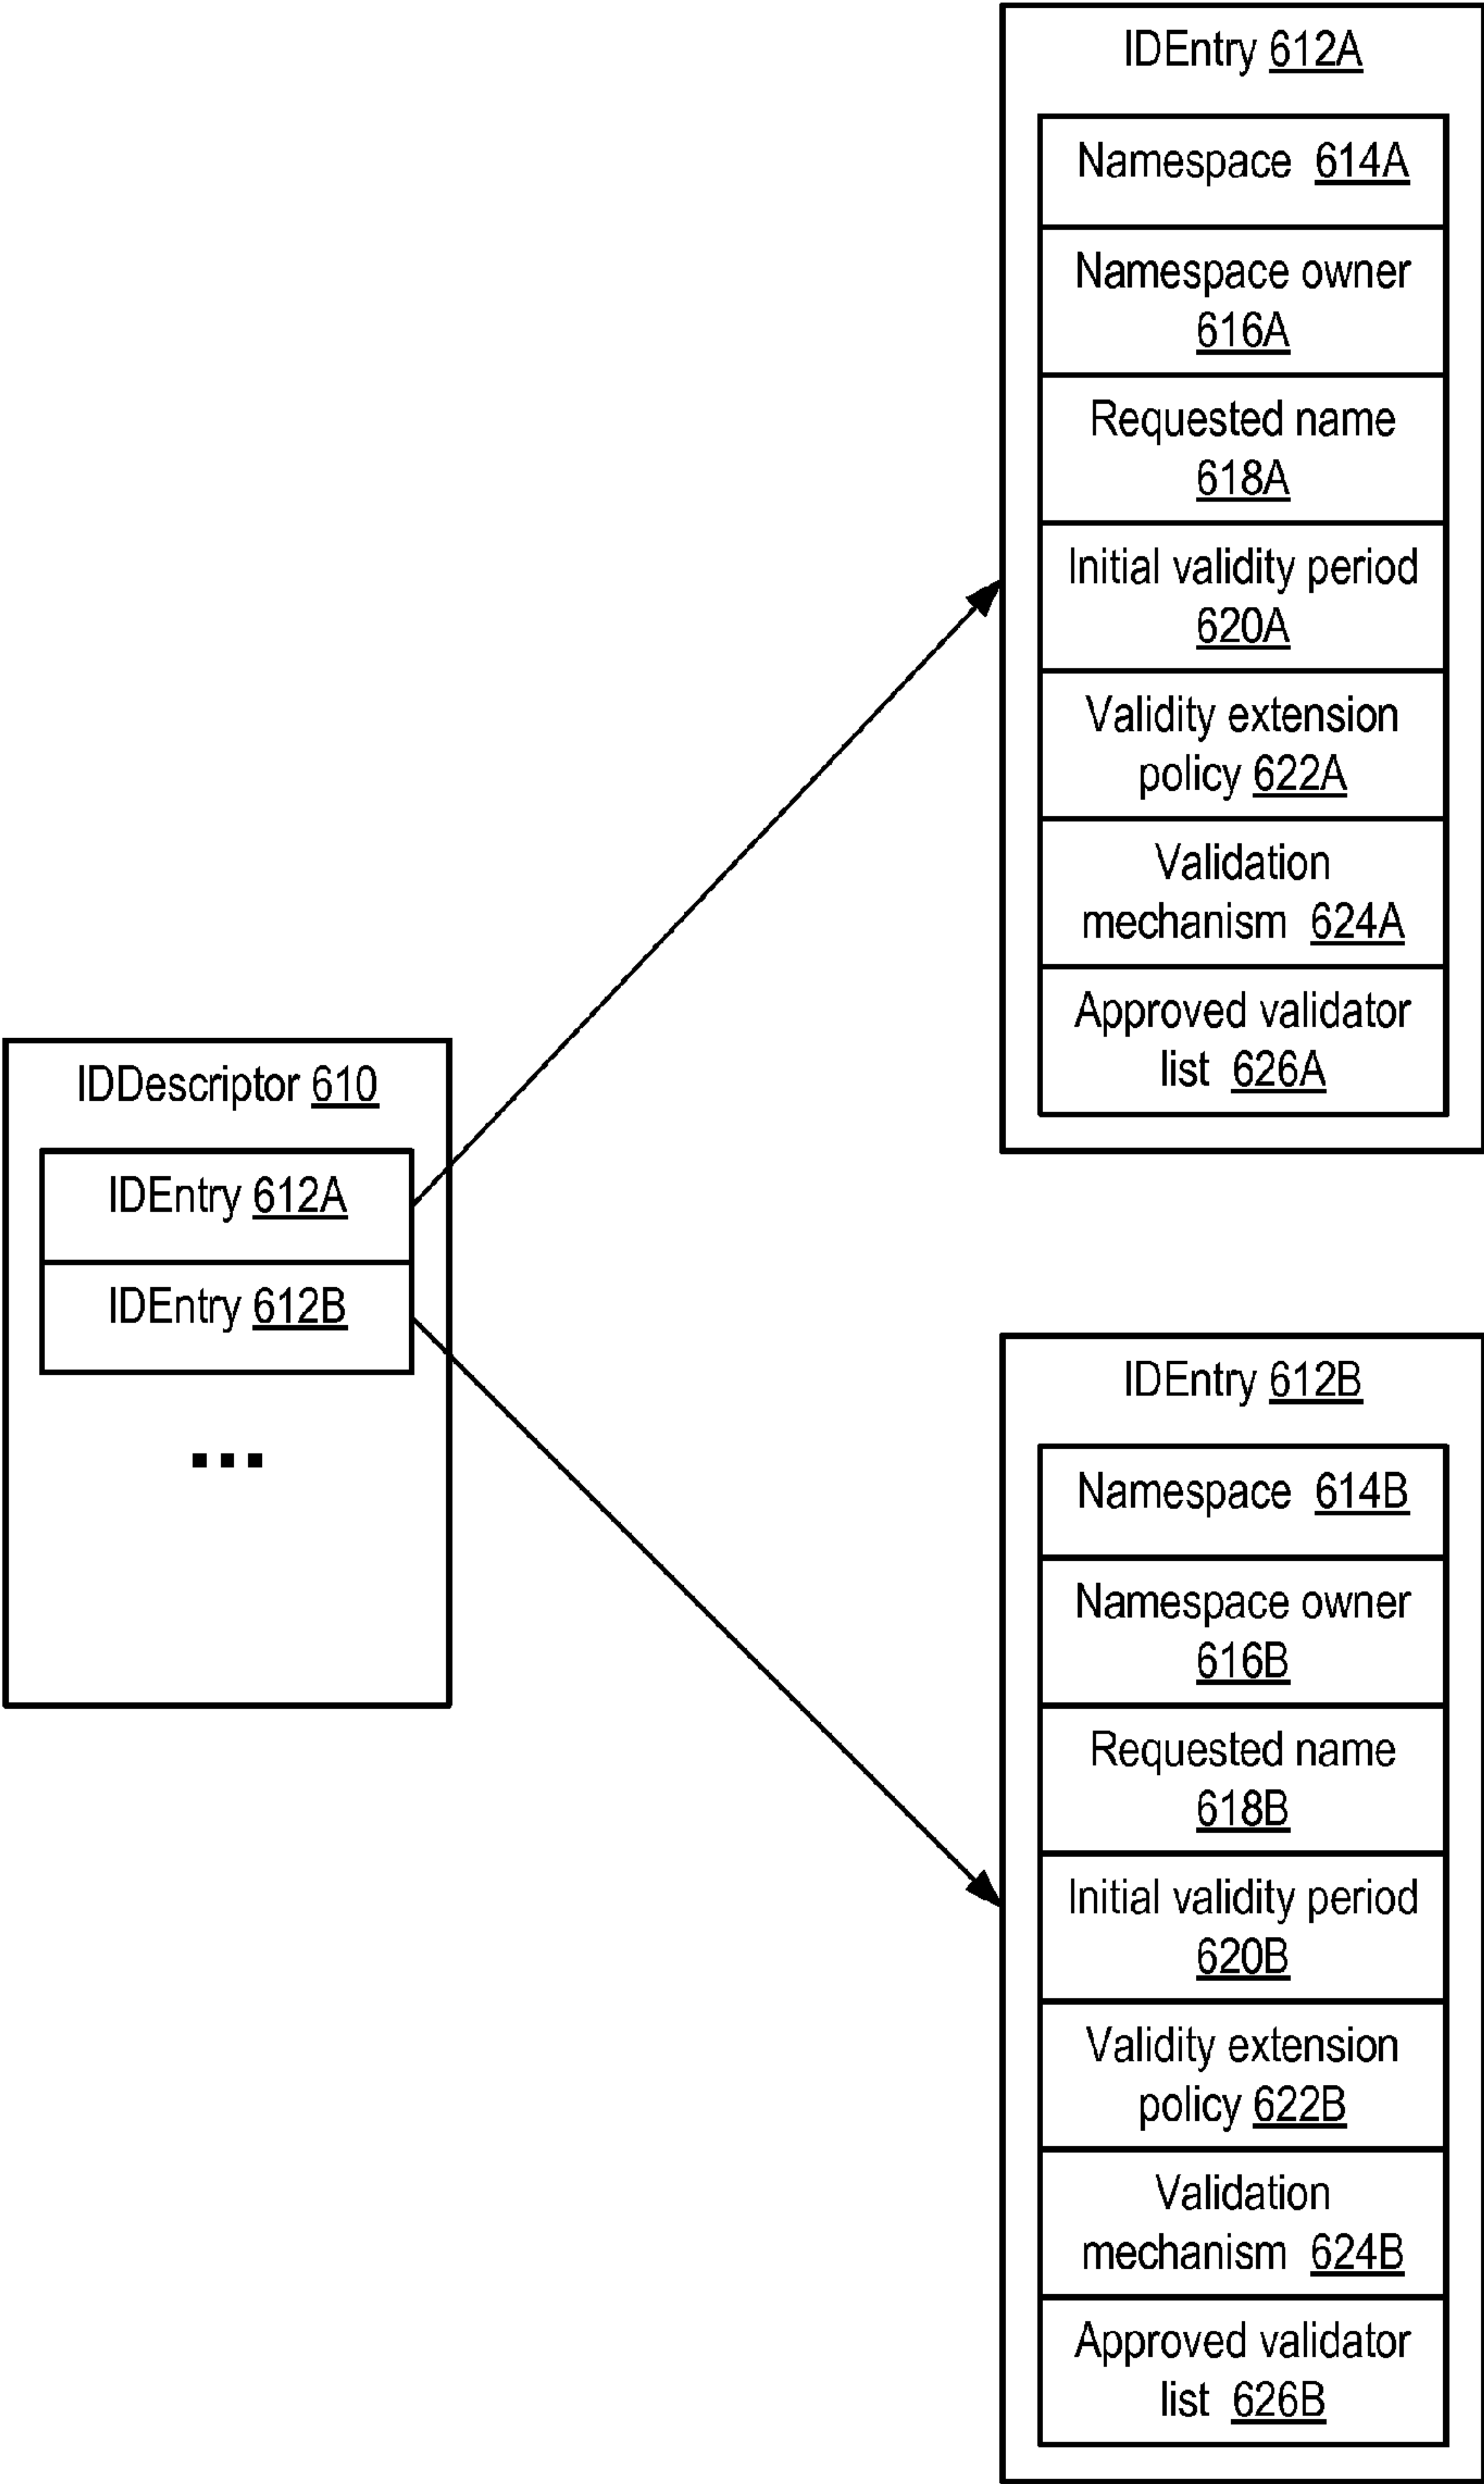 IDEntry 612A
Namespace 614A
Namespace owner
616A
Requested name
618A
Initial validity period
620A
Validity extension
policy 622A
Validation
mechanism 624A
Approved validator
list 626A
IDDescriptor 610
IDEntry 612A
IDEntry 612B
...
IDEntry 612B
Namespace 614B
Namespace owner
616B
Requested name
618B
Initial validity period
620B
Validity extension
policy 622B
Validation
mechanism 624B
Approved validator
list 626B